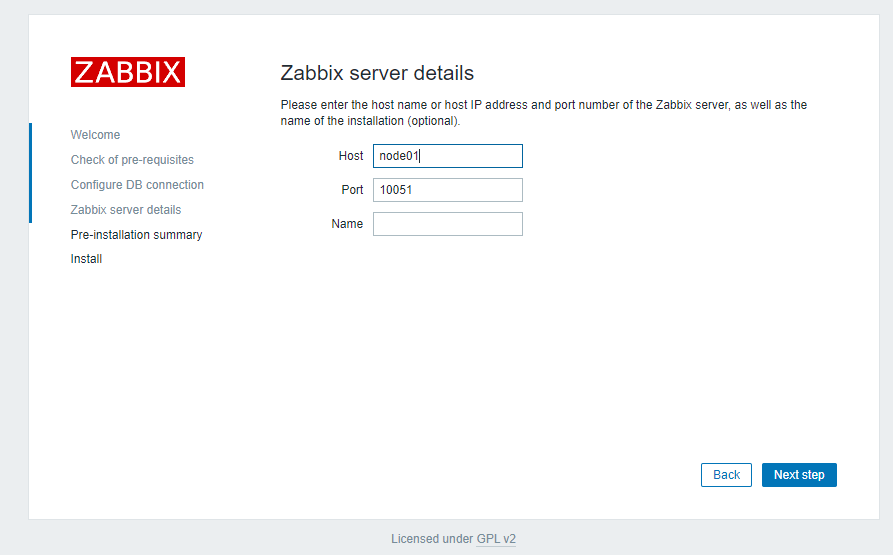 ZABBIX
Welcome
Check of pre-requisites
Configure DB connection
Zabbix server details
Pre-installation summary
Install
Zabbix server details
Please enter the host name or host IP address and port number of the Zabbix server, as well as the
name of the installation (optional).
Host node01
Port 10051
Name
Back Next step
Licensed under GPL v2